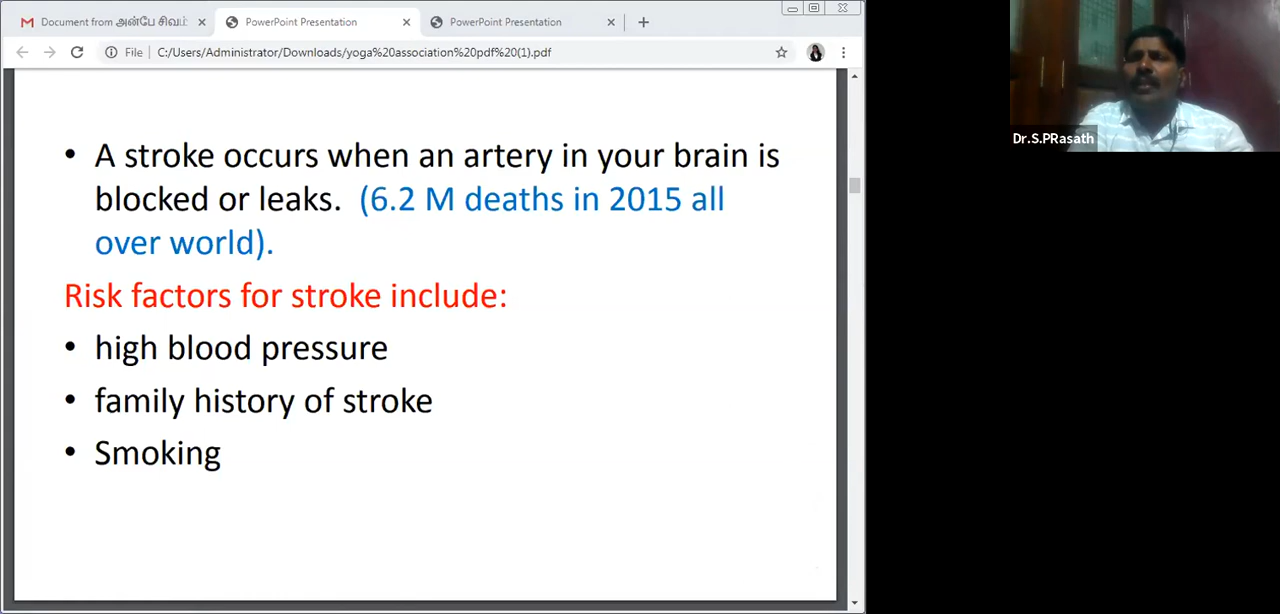 Document from அன்பே சிவம்
PowerPoint Presentation
PowerPoint Presentation
File
C:/Users/Administrator/Downloads/yoga%20association%20pdf%20(1).pdf
• A stroke occurs when an artery in your brain is
blocked or leaks. (6.2 M deaths in 2015 all
over world).
Risk factors for stroke include:
• high blood pressure
• family history of stroke
• Smoking
Dr.S.PRasath